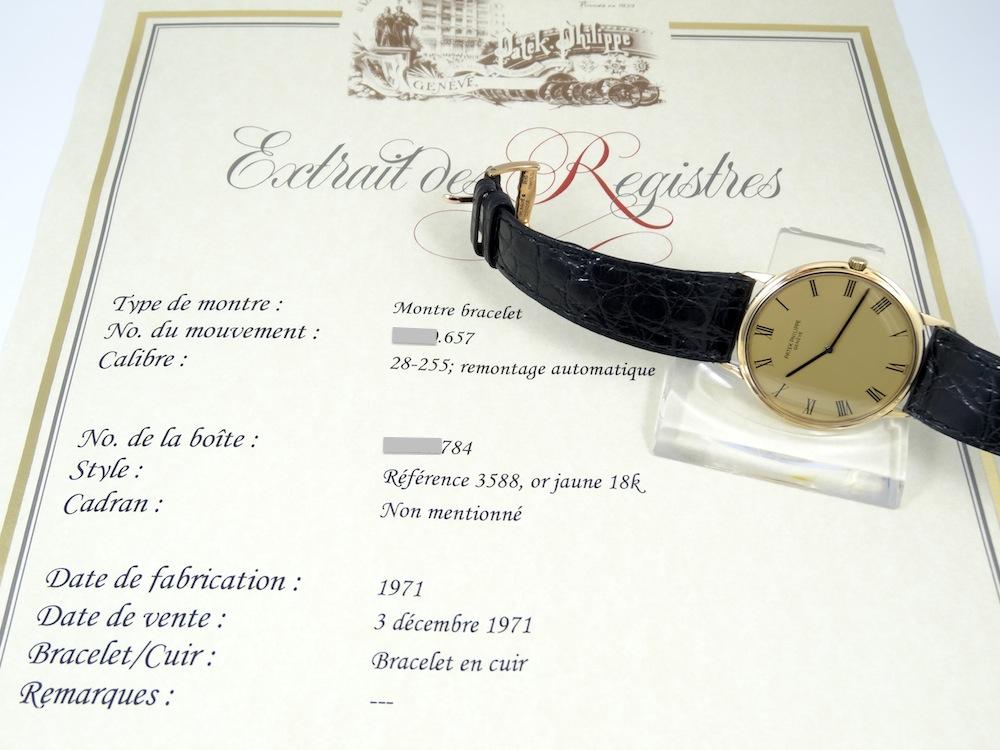 Patek Philippe
GENÈVE
Extrait des Registres
Type de montre : Montre bracelet
No. du mouvement : .657
Calibre : 28-255; remontage automatique
No. de la boîte : 784
Style : Référence 3588, or jaune 18k
Cadran : Non mentionné
Date de fabrication : 1971
Date de vente : 3 décembre 1971
Bracelet/Cuir : Bracelet en cuir
Remarques : ---
PATEK PHILIPPE
GENÈVE